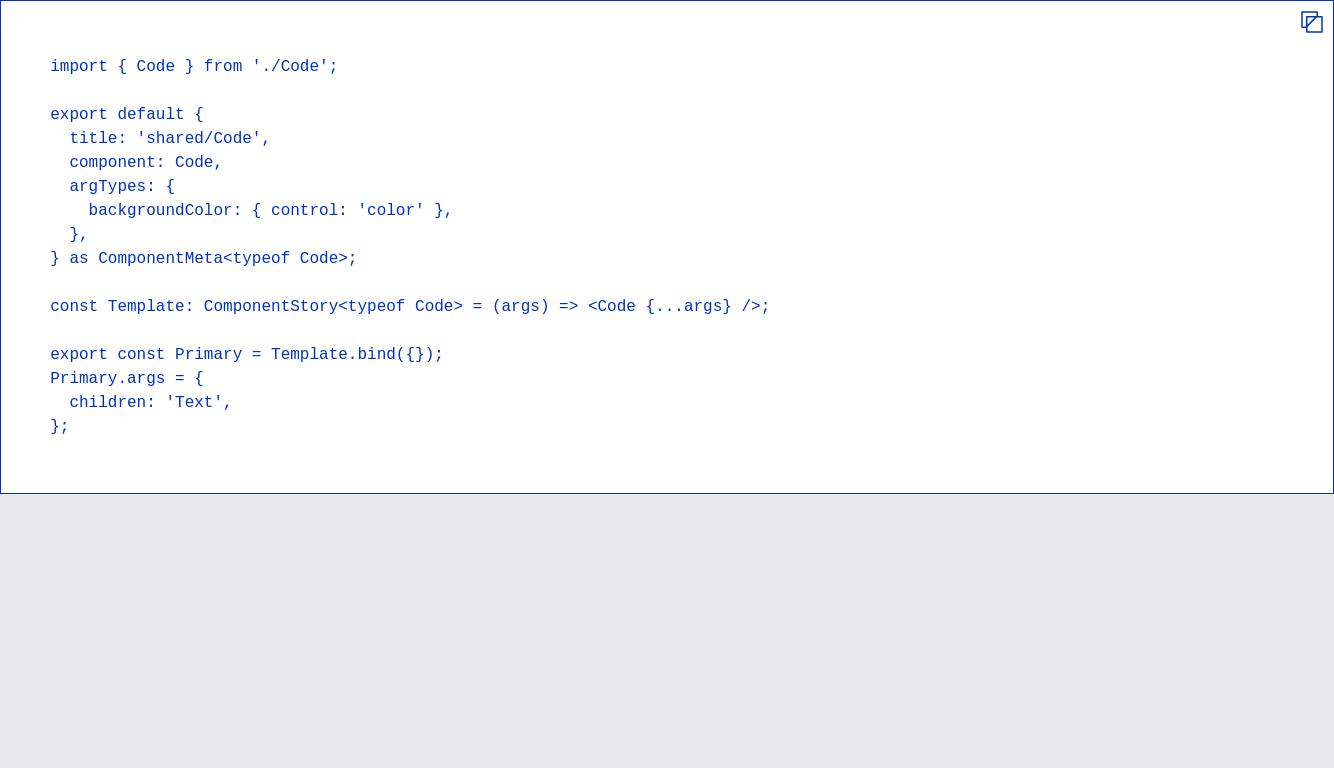 import { Code } from './Code';

export default {
  title: 'shared/Code',
  component: Code,
  argTypes: {
    backgroundColor: { control: 'color' },
  },
} as ComponentMeta<typeof Code>;

const Template: ComponentStory<typeof Code> = (args) => <Code {...args} />;

export const Primary = Template.bind({});
Primary.args = {
  children: 'Text',
};